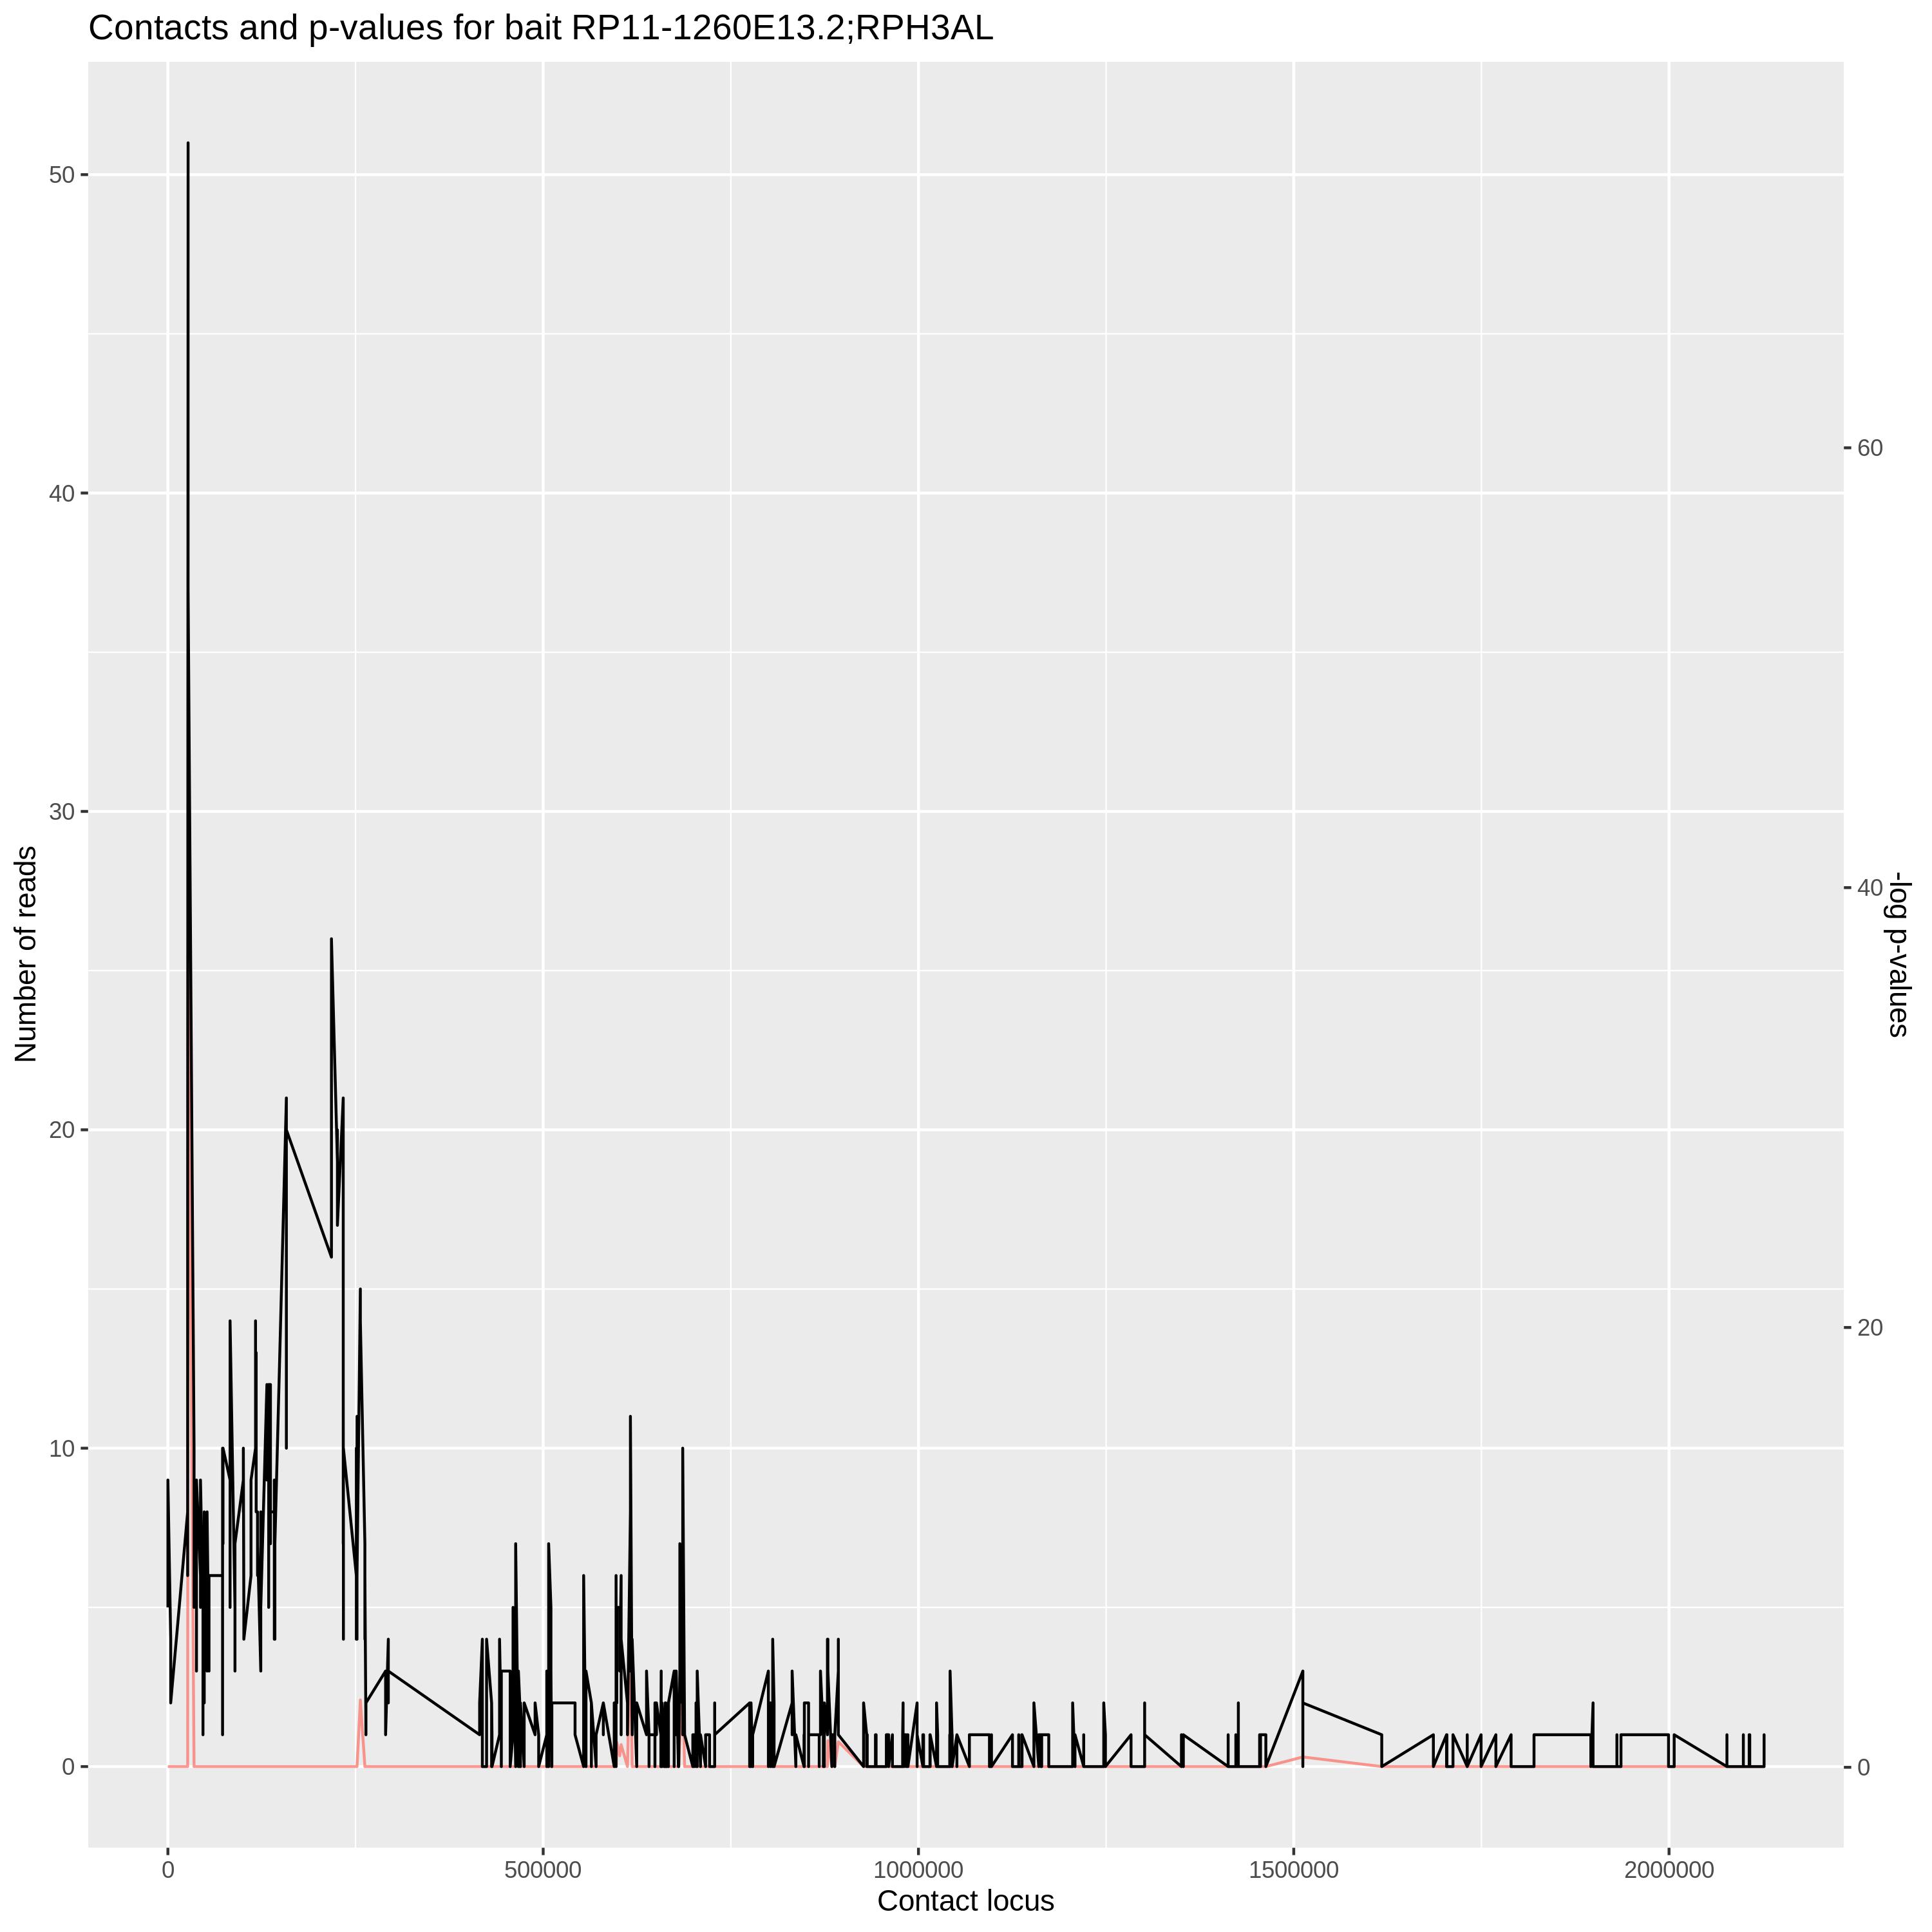 Contacts and p-values for bait RP11-1260E13.2;RPH3AL
50
40
30
20
10
0
Number of reads
60
40
20
0
-log p-values
0 500000 1000000 1500000 2000000
Contact locus